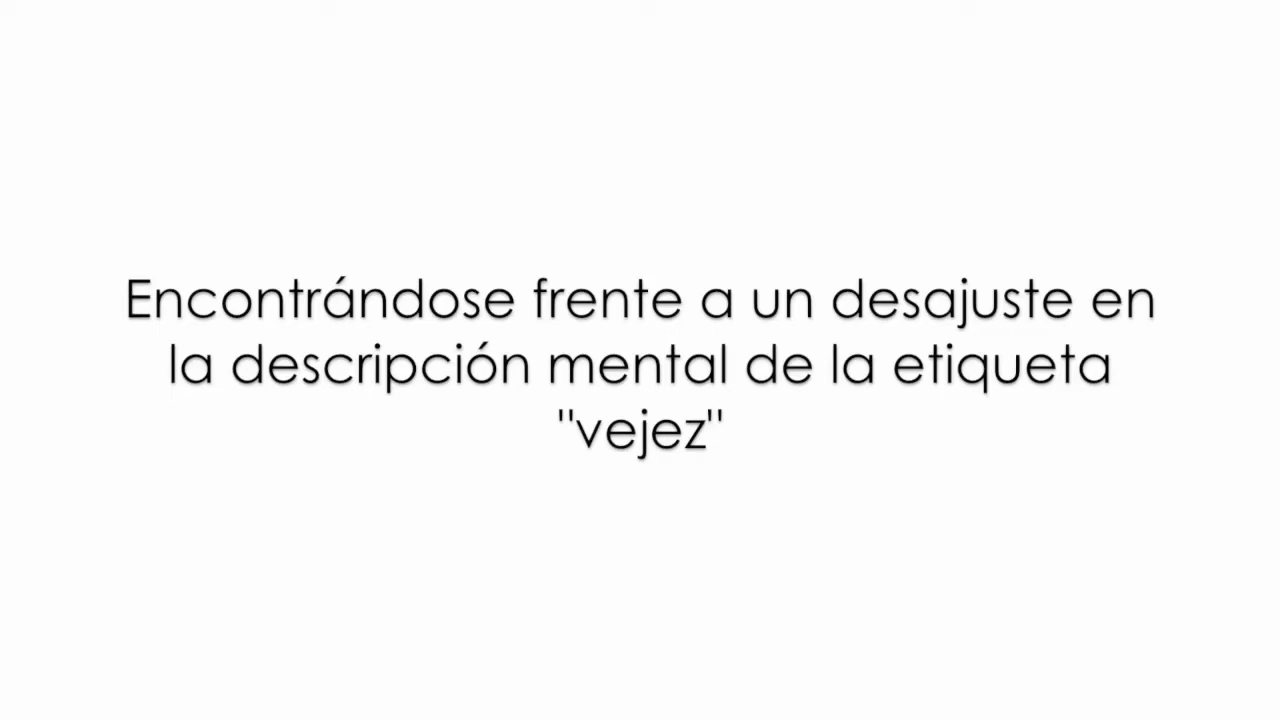 Encontrándose frente a un desajuste en
la descripción mental de la etiqueta
"vejez"